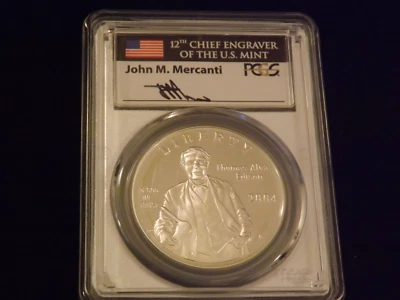 12TH CHIEF ENGRAVER
OF THE U.S. MINT
John M. Mercanti PCGS
LIBERTY
Thomas Alva
Edison
2004